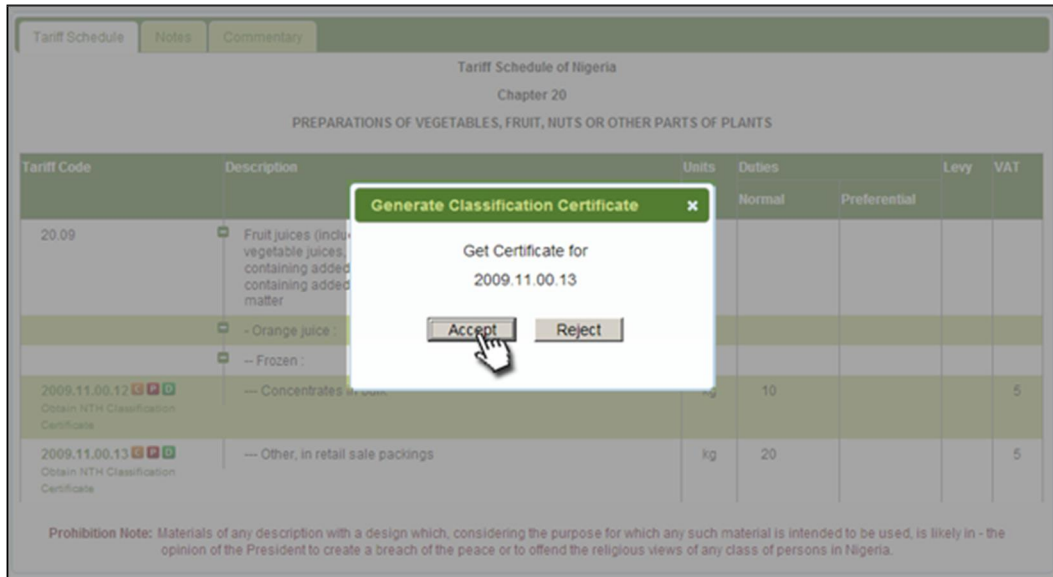 Tariff Schedule Notes Commentary
Tariff Schedule of Nigeria
Chapter 20
PREPARATIONS OF VEGETABLES, FRUIT, NUTS OR OTHER PARTS OF PLANTS
Tariff Code Description Units Duties Levy VAT
Normal Preferential
Generate Classification Certificate x
Get Certificate for
2009.11.00.13
Accept Reject
20.09 Fruit juices (inclu
vegetable juices,
containing added
containing added
matter
- Orange juice :
-- Frozen :
2009.11.00.12 C P D --- Concentrates in bulk kg 10 5
Obtain NTH Classification
Certificate
2009.11.00.13 C P D --- Other, in retail sale packings kg 20 5
Obtain NTH Classification
Certificate
Prohibition Note: Materials of any description with a design which, considering the purpose for which any such material is intended to be used, is likely in - the
opinion of the President to create a breach of the peace or to offend the religious views of any class of persons in Nigeria.